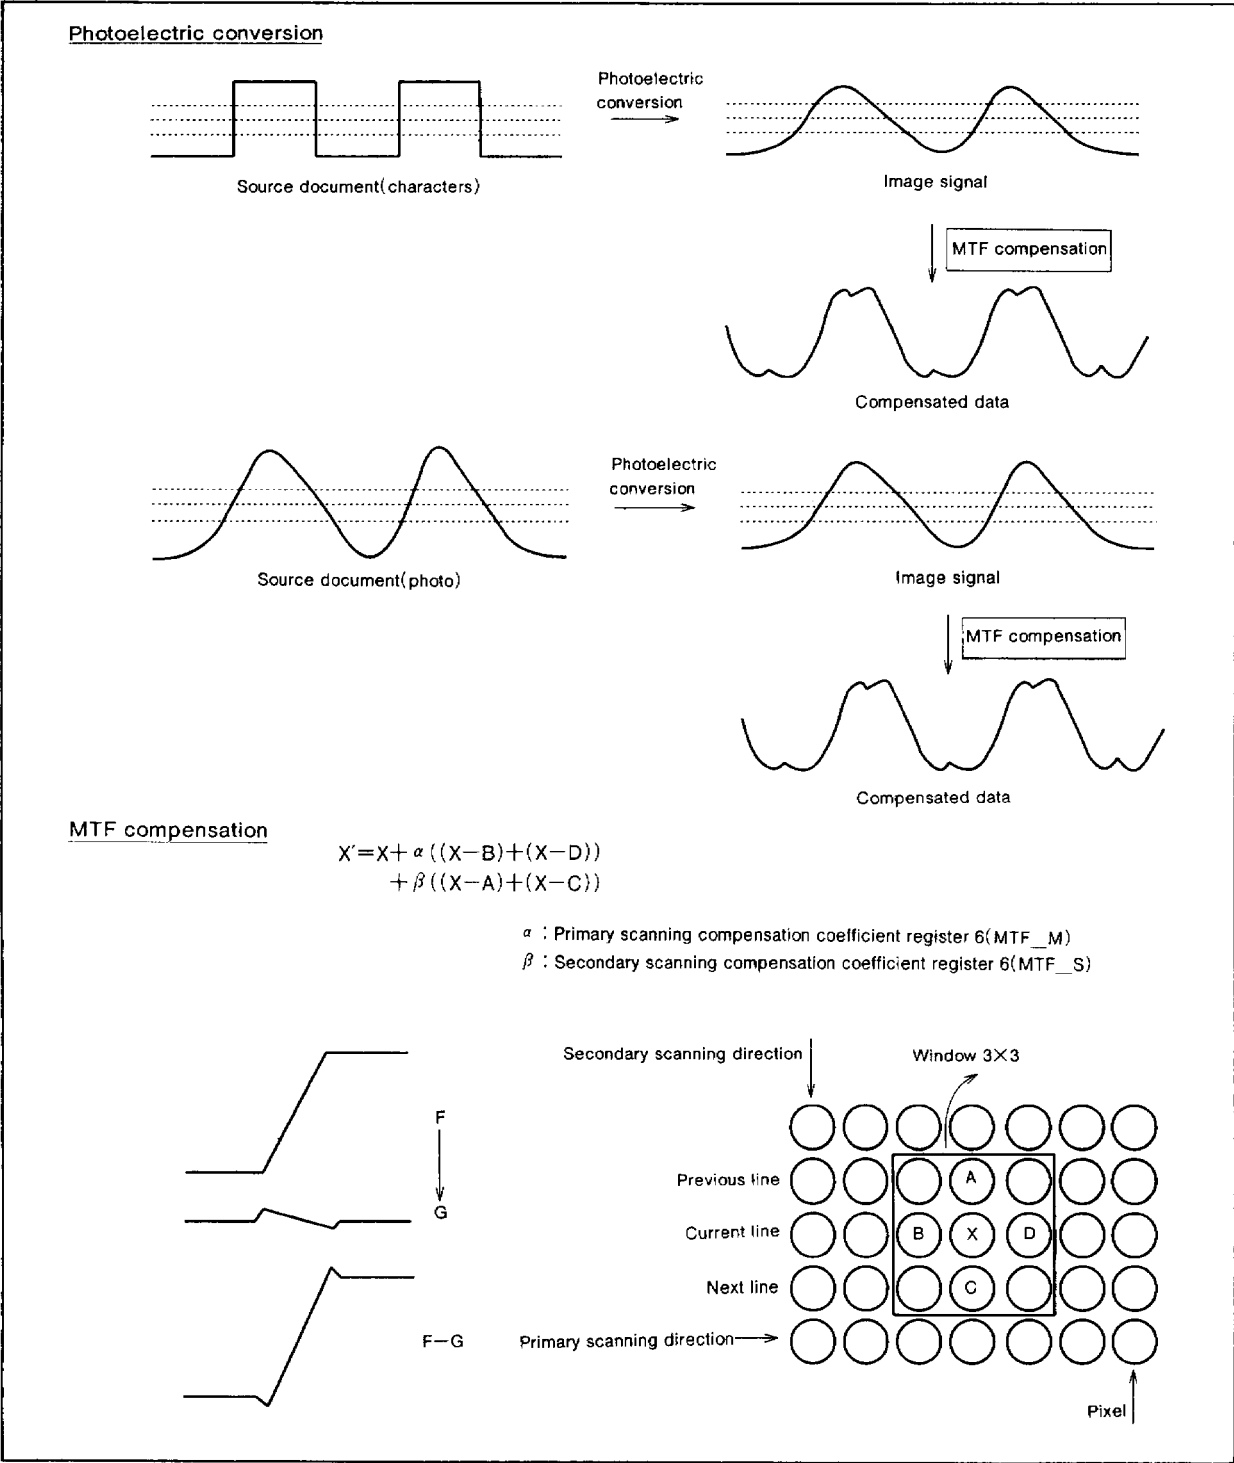 Photoelectric conversion
Photoelectric
conversion
Source document(characters)
Image signal
MTF compensation
Compensated data
Photoelectric
conversion
Source document(photo)
Image signal
MTF compensation
Compensated data
MTF compensation
X′=X+α((X−B)+(X−D))
+β((X−A)+(X−C))
α : Primary scanning compensation coefficient register 6(MTF__M)
β : Secondary scanning compensation coefficient register 6(MTF__S)
Secondary scanning direction
Window 3×3
F
Previous line
A
G
Current line
B X D
Next line
C
F−G
Primary scanning direction
Pixel